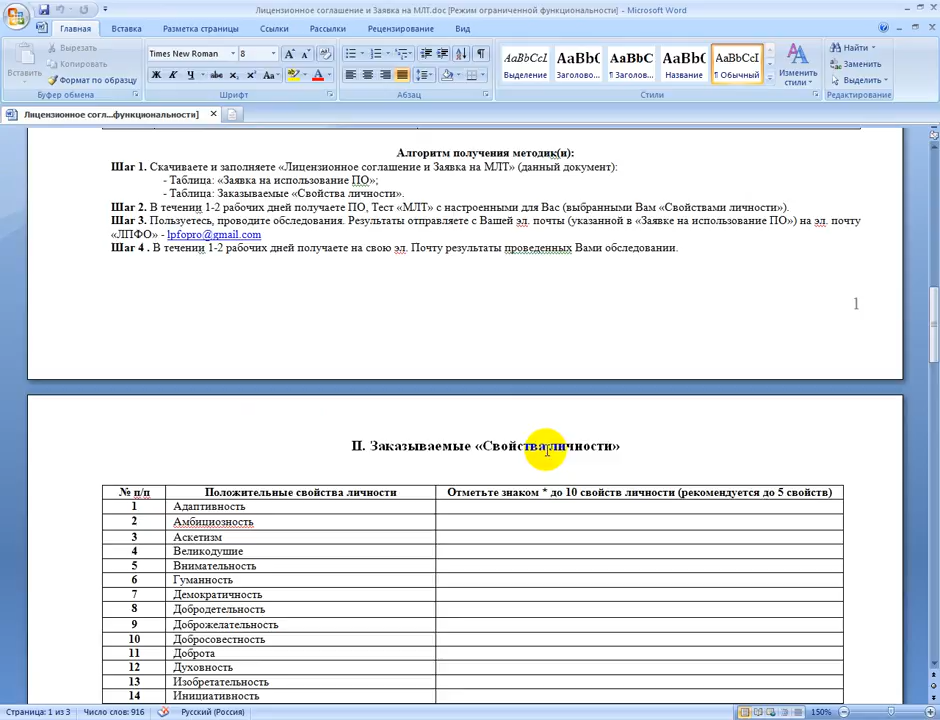 Лицензионное соглашение и Заявка на МЛТ.doc [Режим ограниченной функциональности] - Microsoft Word
Главная Вставка Разметка страницы Ссылки Рассылки Рецензирование Вид
Вставить
Вырезать
Копировать
Формат по образцу
Буфер обмена
Times New Roman 8
Ж К Ч abc x₂ x² Aa
Шрифт
Абзац
AaBbCcI AaBb( AaBbC AaBb( AaBbCcI
Выделение Заголово... ¶ Заголов... Название ¶ Обычный
Изменить стили
Стили
Найти
Заменить
Выделить
Редактирование
Лицензионное согл...функциональности]
Алгоритм получения методик(и):
Шаг 1. Скачиваете и заполняете «Лицензионное соглашение и Заявка на МЛТ» (данный документ):
- Таблица: «Заявка на использование ПО»;
- Таблица: Заказываемые «Свойства личности».
Шаг 2. В течении 1-2 рабочих дней получаете ПО, Тест «МЛТ» с настроенными для Вас (выбранными Вам «Свойствами личности»).
Шаг 3. Пользуетесь, проводите обследования. Результаты отправляете с Вашей эл. почты (указанной в «Заявке на использование ПО») на эл. почту
«ЛПФО» - lpfopro@gmail.com
Шаг 4 . В течении 1-2 рабочих дней получаете на свою эл. Почту результаты проведенных Вами обследовании.
1
II. Заказываемые «Свойства личности»
№ п/п Положительные свойства личности Отметьте знаком * до 10 свойств личности (рекомендуется до 5 свойств)
1 Адаптивность
2 Амбициозность
3 Аскетизм
4 Великодушие
5 Внимательность
6 Гуманность
7 Демократичность
8 Добродетельность
9 Доброжелательность
10 Добросовестность
11 Доброта
12 Духовность
13 Изобретательность
14 Инициативность
Страница: 1 из 3 Число слов: 916 Русский (Россия) 150%